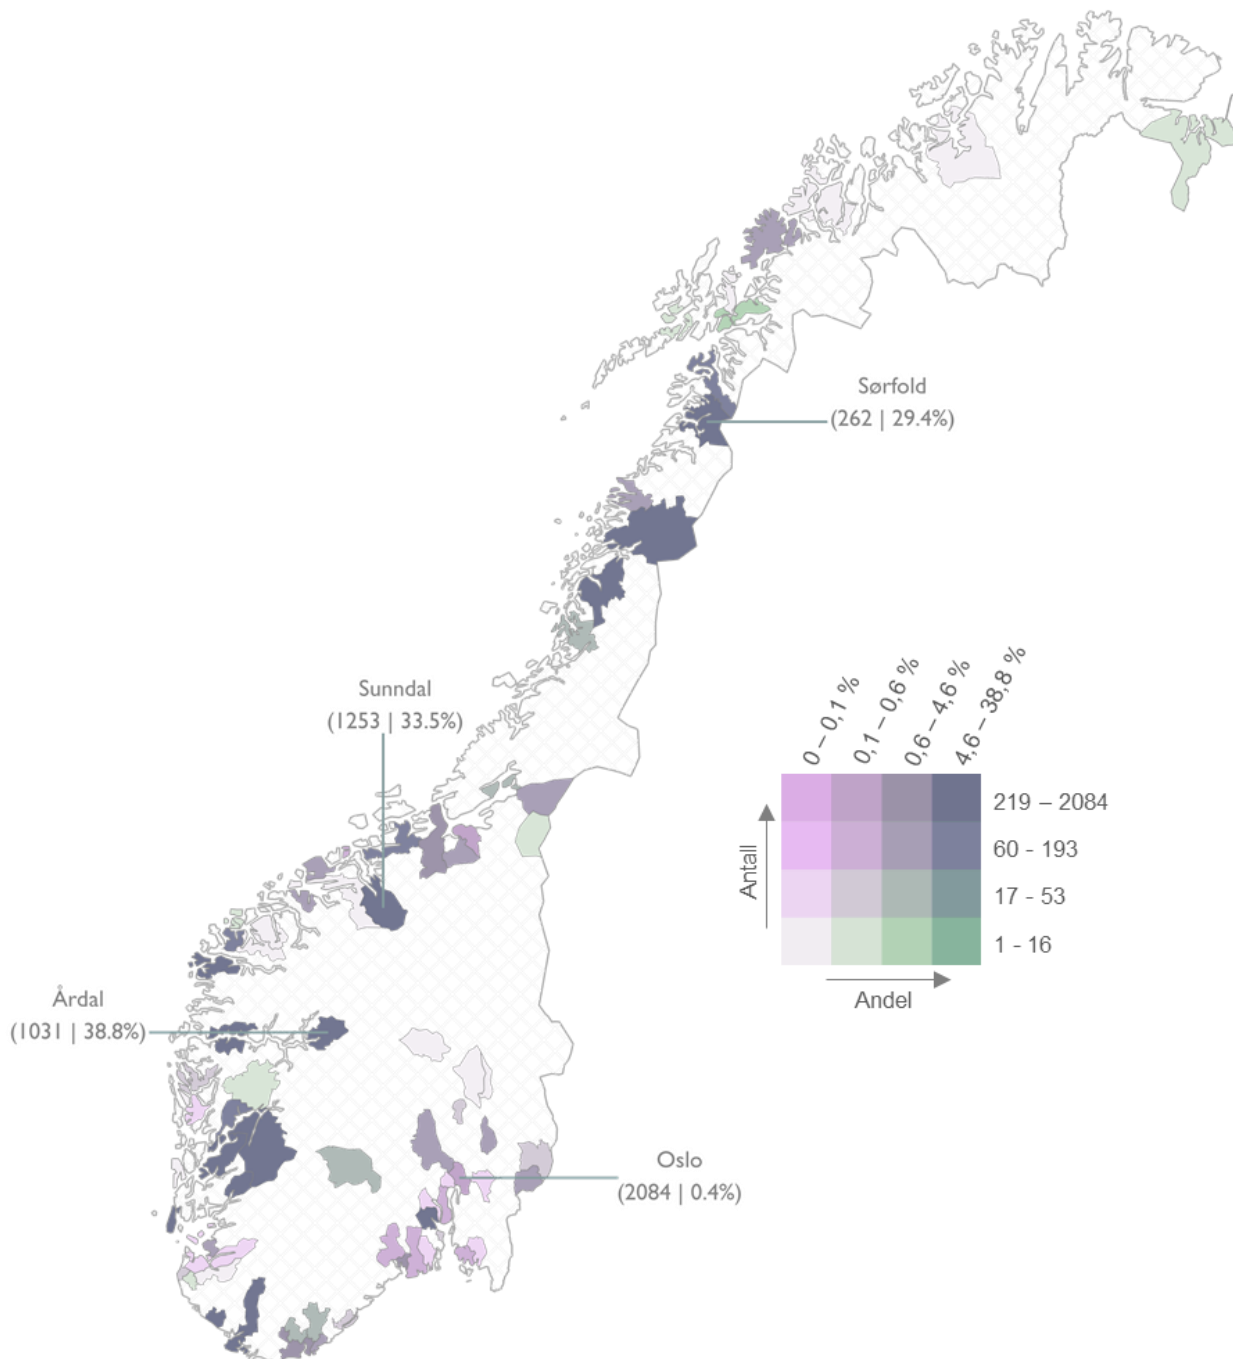 Sørfold
(262 | 29.4%)
Sunndal
(1253 | 33.5%)
0 – 0,1 %
0,1 – 0,6 %
0,6 – 4,6 %
4,6 – 38,8 %
219 – 2084
60 - 193
17 - 53
1 - 16
Antall
Andel
Årdal
(1031 | 38.8%)
Oslo
(2084 | 0.4%)